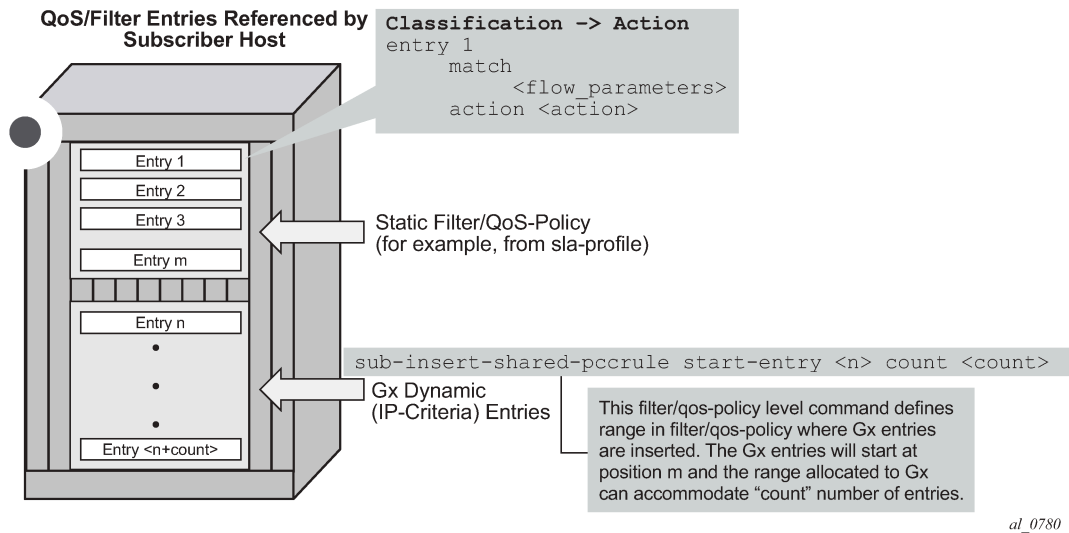 QoS/Filter Entries Referenced by
Subscriber Host
Classification –> Action
entry 1
match
<flow_parameters>
action <action>
Entry 1
Entry 2
Entry 3
Entry m
Static Filter/QoS-Policy
(for example, from sla-profile)
Entry n
sub-insert-shared-pccrule start-entry <n> count <count>
Gx Dynamic
(IP-Criteria) Entries
Entry <n+count>
This filter/qos-policy level command defines
range in filter/qos-policy where Gx entries
are inserted. The Gx entries will start at
position m and the range allocated to Gx
can accommodate “count” number of entries.
al_0780